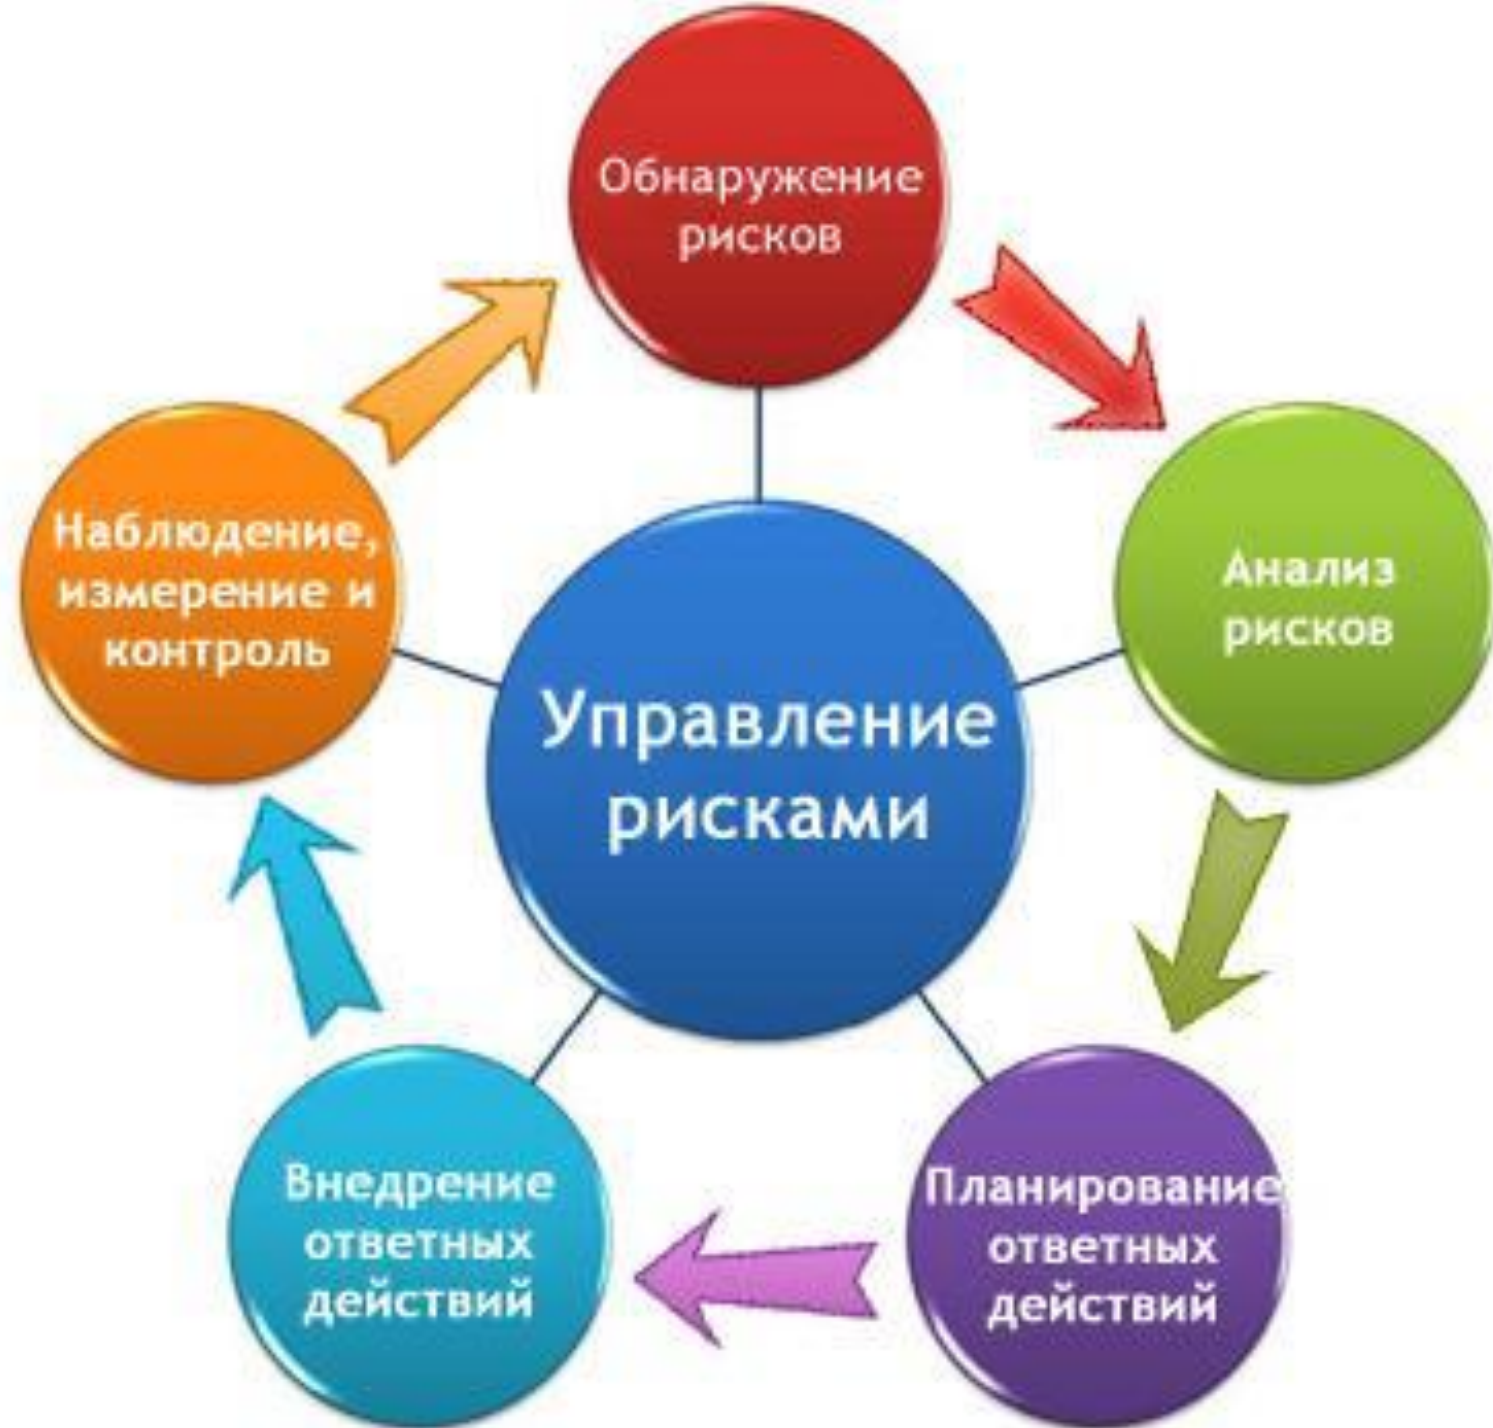 Обнаружение
рисков
Анализ
рисков
Планирование
ответных
действий
Внедрение
ответных
действий
Наблюдение,
измерение и
контроль
Управление
рисками